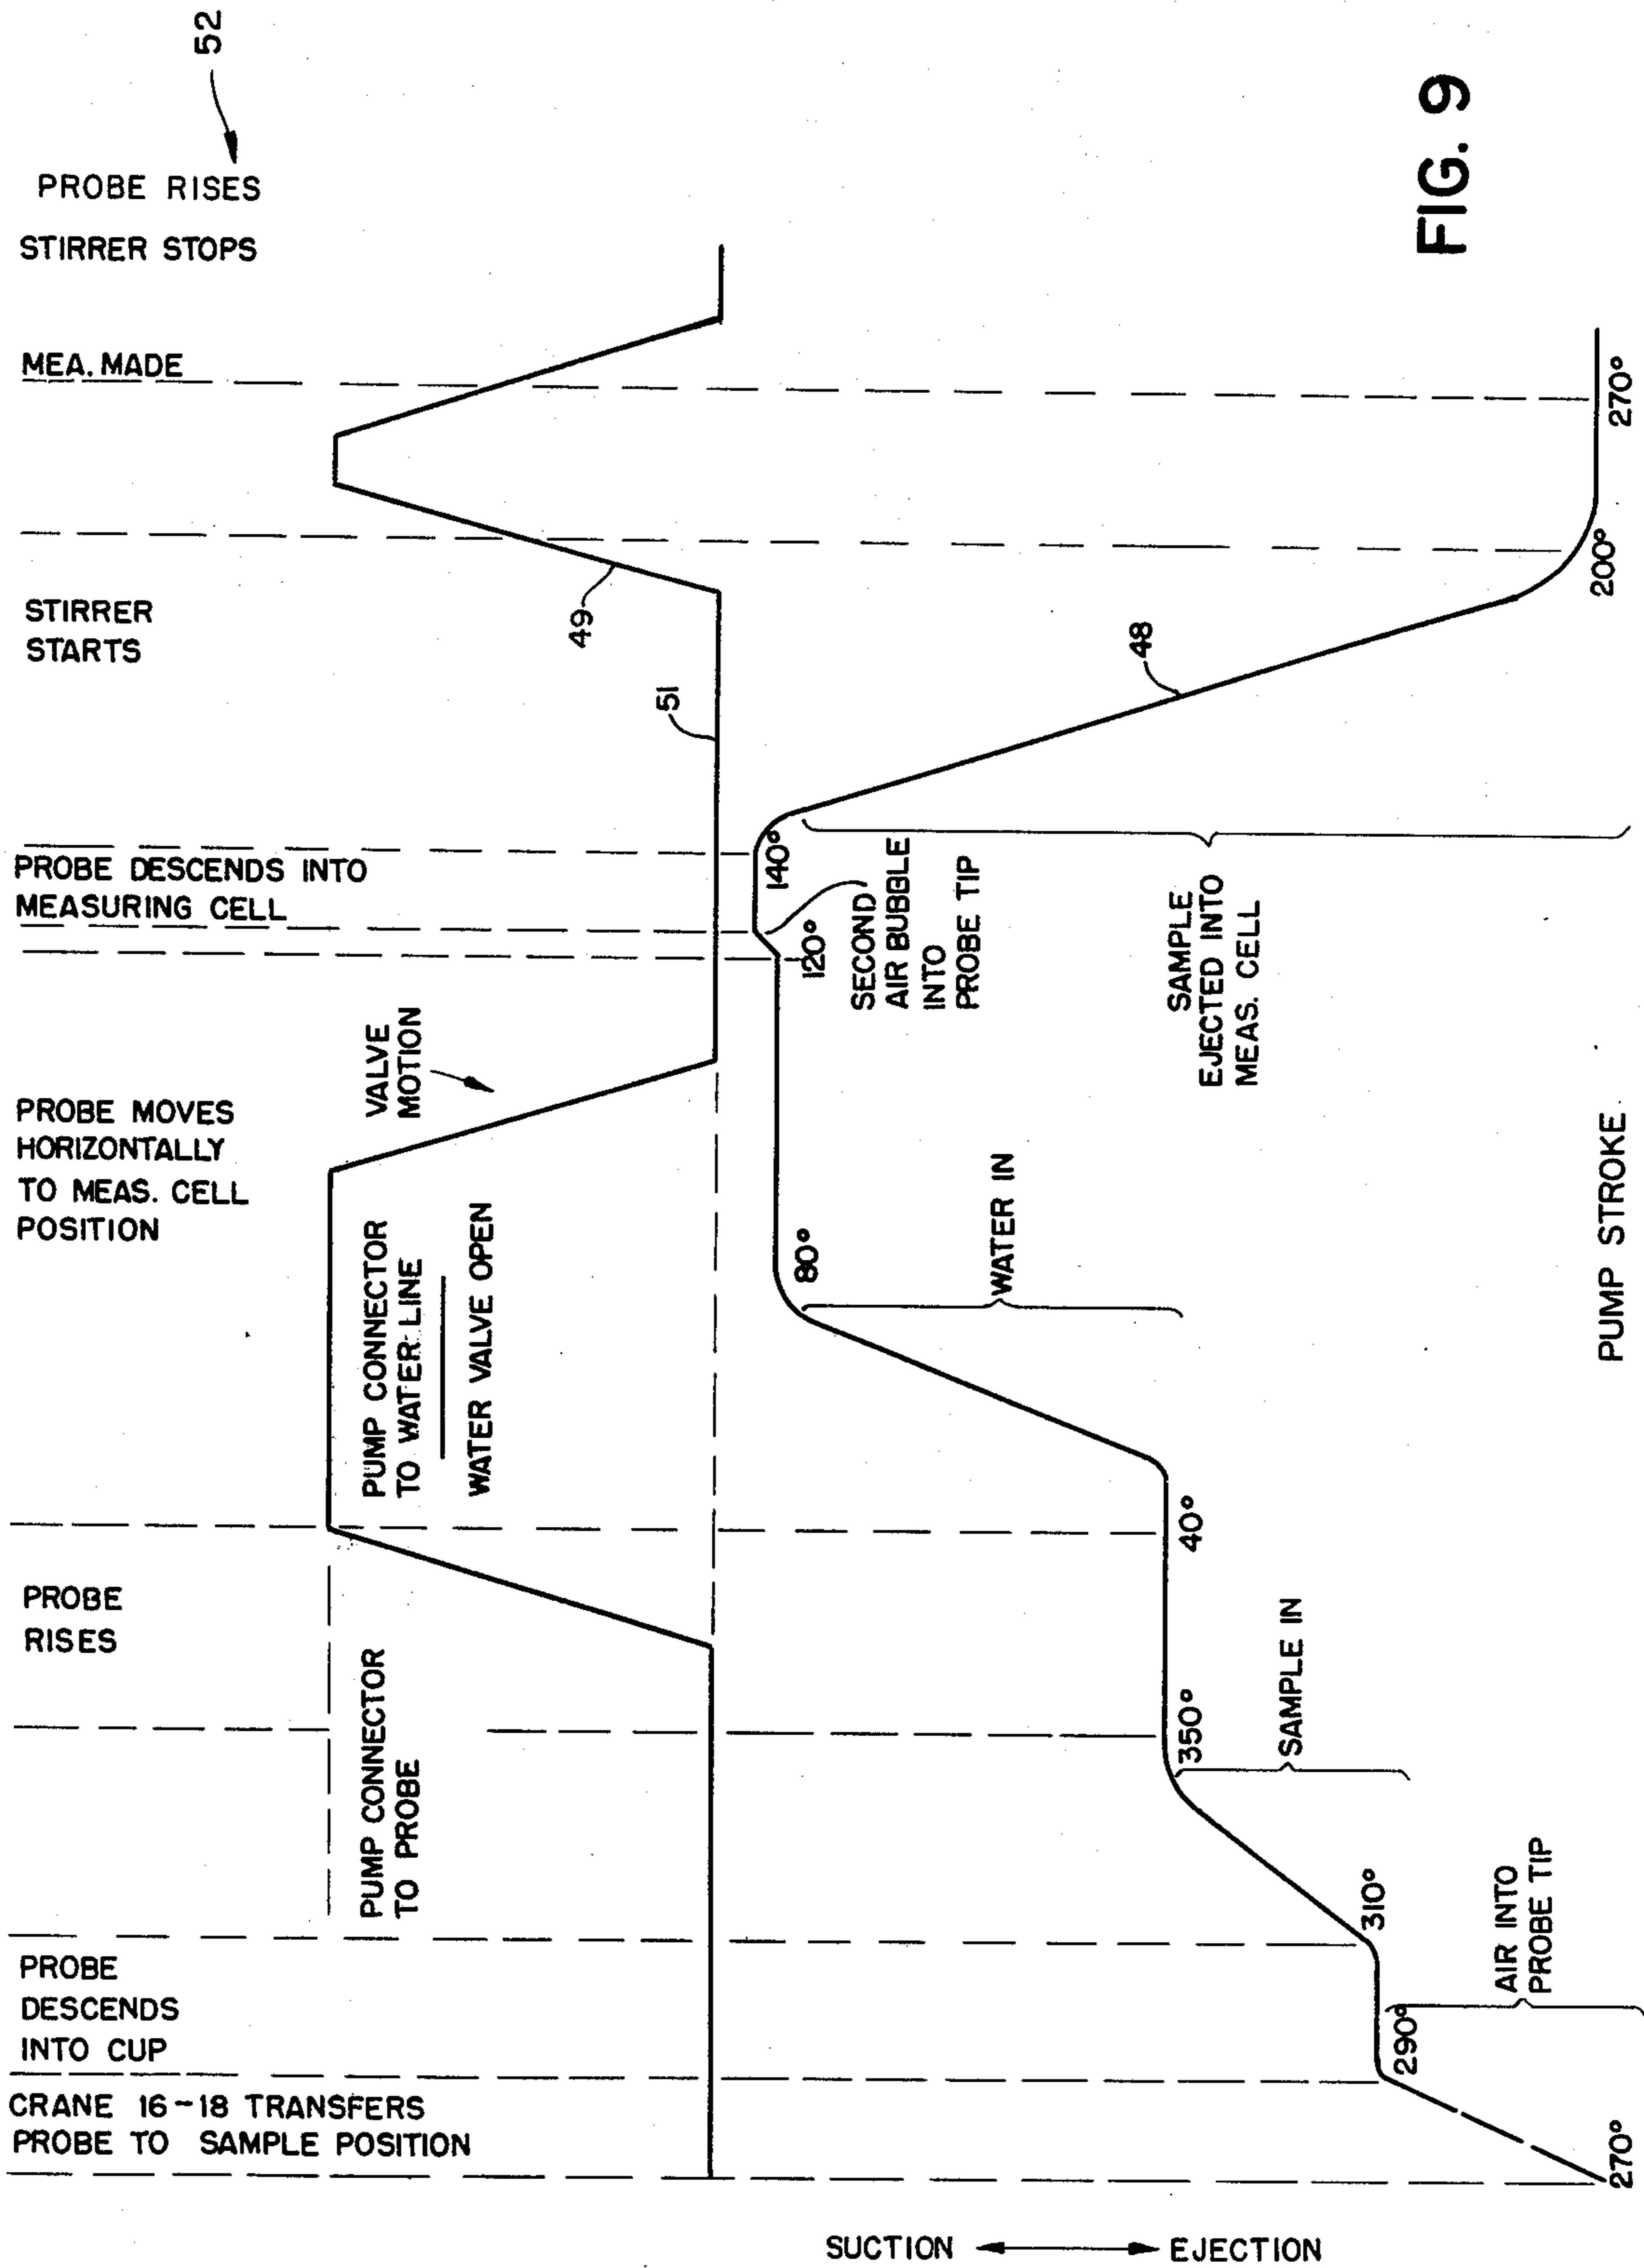 52
PROBE RISES
STIRRER STOPS
MEA. MADE
STIRRER
STARTS
PROBE DESCENDS INTO
MEASURING CELL
PROBE MOVES
HORIZONTALLY
TO MEAS. CELL
POSITION
PROBE
RISES
PROBE
DESCENDS
INTO CUP
CRANE 16-18 TRANSFERS
PROBE TO SAMPLE POSITION
49
51
48
VALVE
MOTION
PUMP CONNECTOR
TO WATER LINE
WATER VALVE OPEN
PUMP CONNECTOR
TO PROBE
270°
290°
310°
350°
40°
80°
120°
140°
200°
270°
AIR INTO
PROBE TIP
SAMPLE IN
WATER IN
SECOND
AIR BUBBLE
INTO
PROBE TIP
SAMPLE
EJECTED INTO
MEAS. CELL
PUMP STROKE
SUCTION
EJECTION
FIG. 9